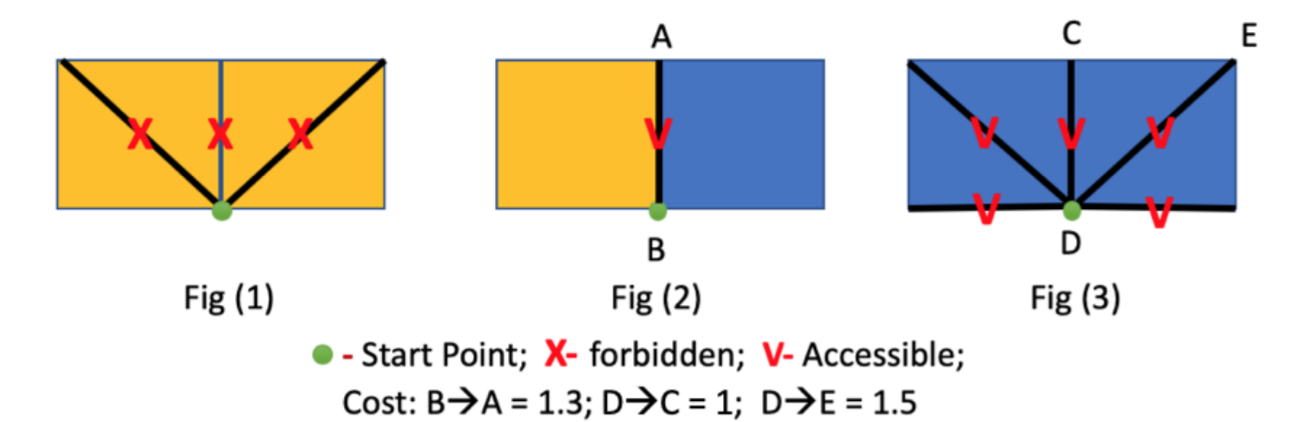 A C E
X X X V V V V
V V
B D
Fig (1) Fig (2) Fig (3)
- Start Point; X- forbidden; V- Accessible;
Cost: B→A = 1.3; D→C = 1; D→E = 1.5